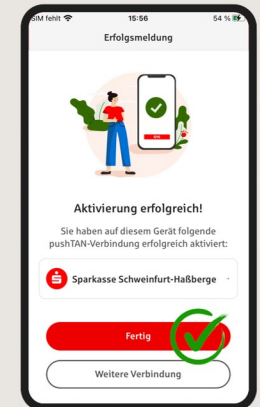 SIM fehlt 15:56 54 %
Erfolgsmeldung
Aktivierung erfolgreich!
Sie haben auf diesem Gerät folgende
pushTAN-Verbindung erfolgreich aktiviert:
Sparkasse Schweinfurt-Haßberge
Fertig
Weitere Verbindung